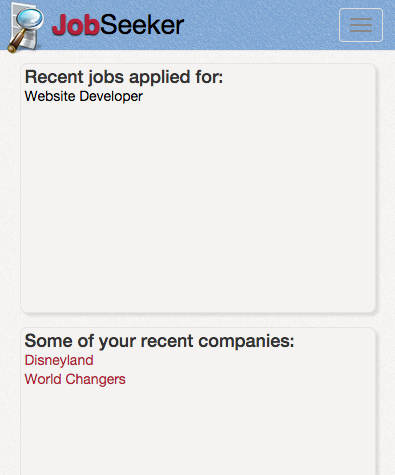 JobSeeker
Recent jobs applied for:
Website Developer
Some of your recent companies:
Disneyland
World Changers